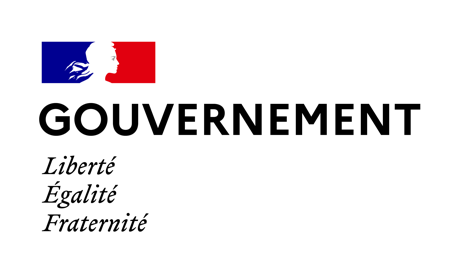 GOUVERNEMENT
Liberté
Égalité
Fraternité